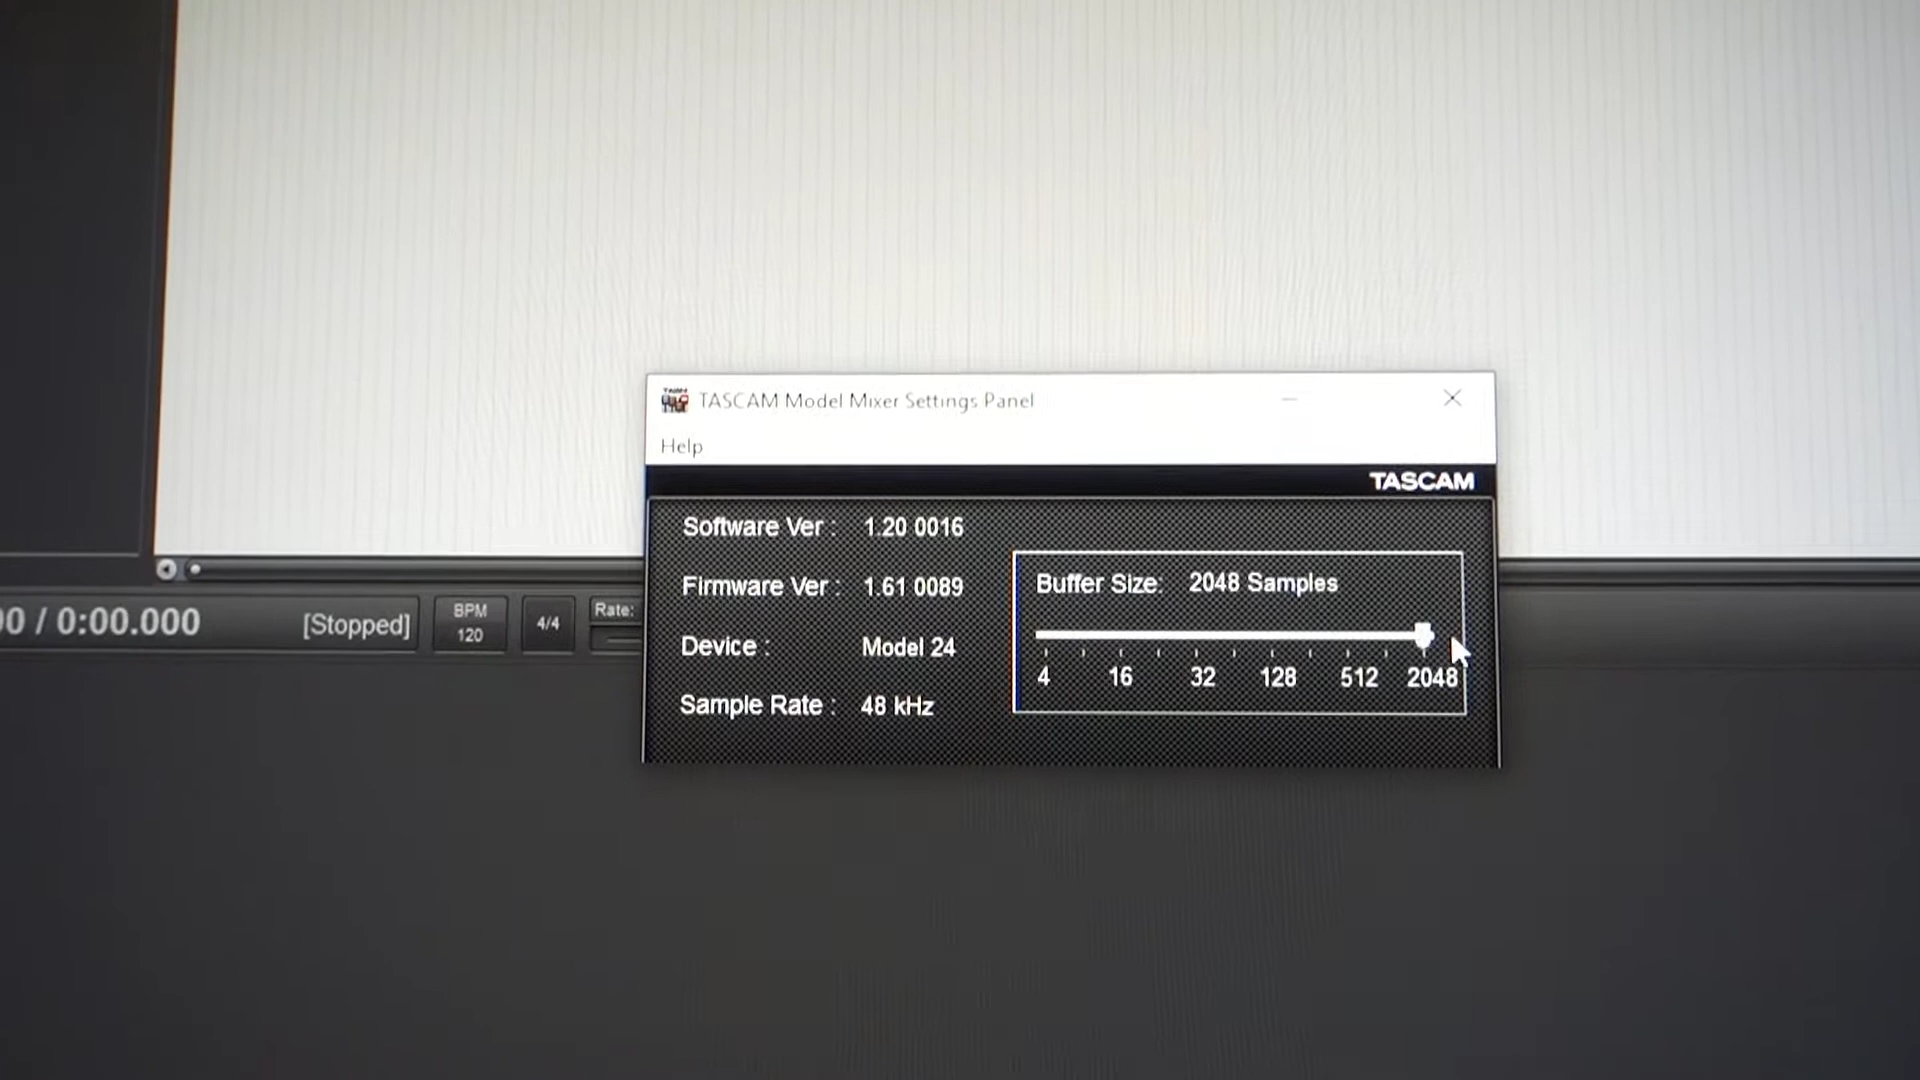 TASCAM Model Mixer Settings Panel
Help
TASCAM
Software Ver : 1.20 0016
Firmware Ver : 1.61 0089
Device : Model 24
Sample Rate : 48 kHz
Buffer Size: 2048 Samples
4 16 32 128 512 2048
00 / 0:00.000 [Stopped]
BPM
120
4/4
Rate: